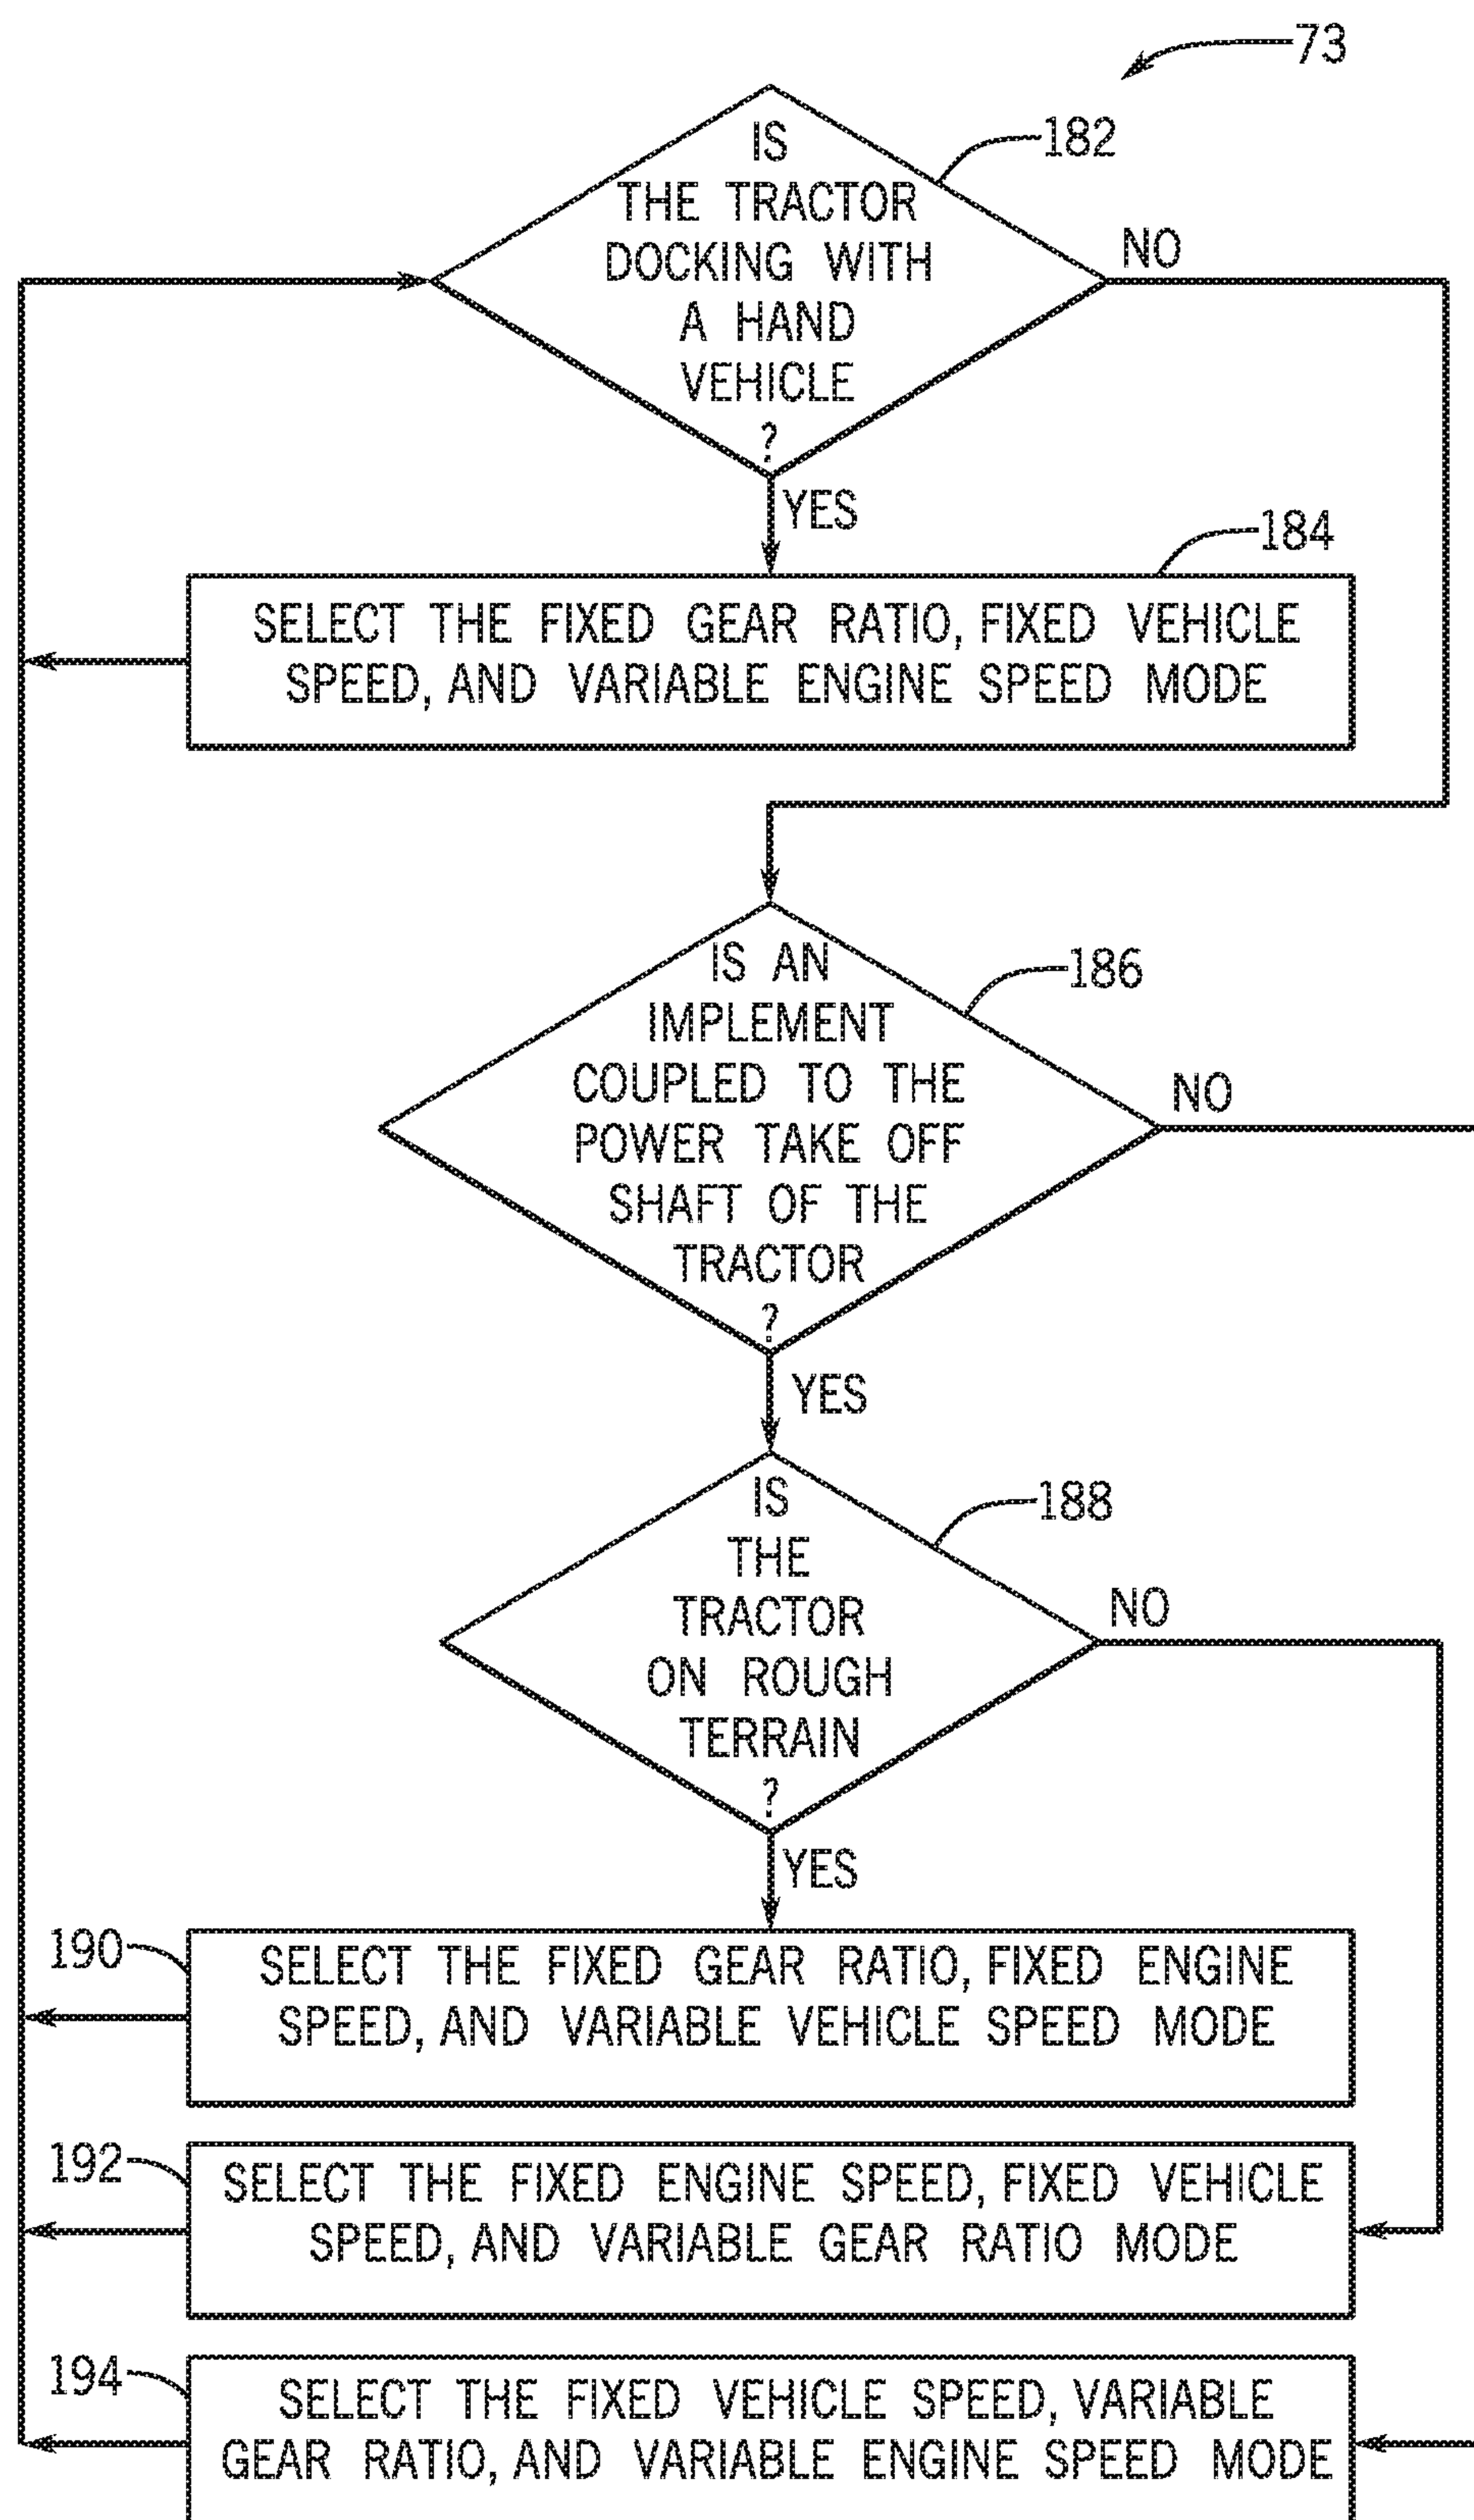 73
182
IS
THE TRACTOR
DOCKING WITH
A HAND
VEHICLE
?
NO
YES
184
SELECT THE FIXED GEAR RATIO, FIXED VEHICLE
SPEED, AND VARIABLE ENGINE SPEED MODE
186
IS AN
IMPLEMENT
COUPLED TO THE
POWER TAKE OFF
SHAFT OF THE
TRACTOR
?
NO
YES
188
IS
THE
TRACTOR
ON ROUGH
TERRAIN
?
NO
YES
190
SELECT THE FIXED GEAR RATIO, FIXED ENGINE
SPEED, AND VARIABLE VEHICLE SPEED MODE
192
SELECT THE FIXED ENGINE SPEED, FIXED VEHICLE
SPEED, AND VARIABLE GEAR RATIO MODE
194
SELECT THE FIXED VEHICLE SPEED, VARIABLE
GEAR RATIO, AND VARIABLE ENGINE SPEED MODE